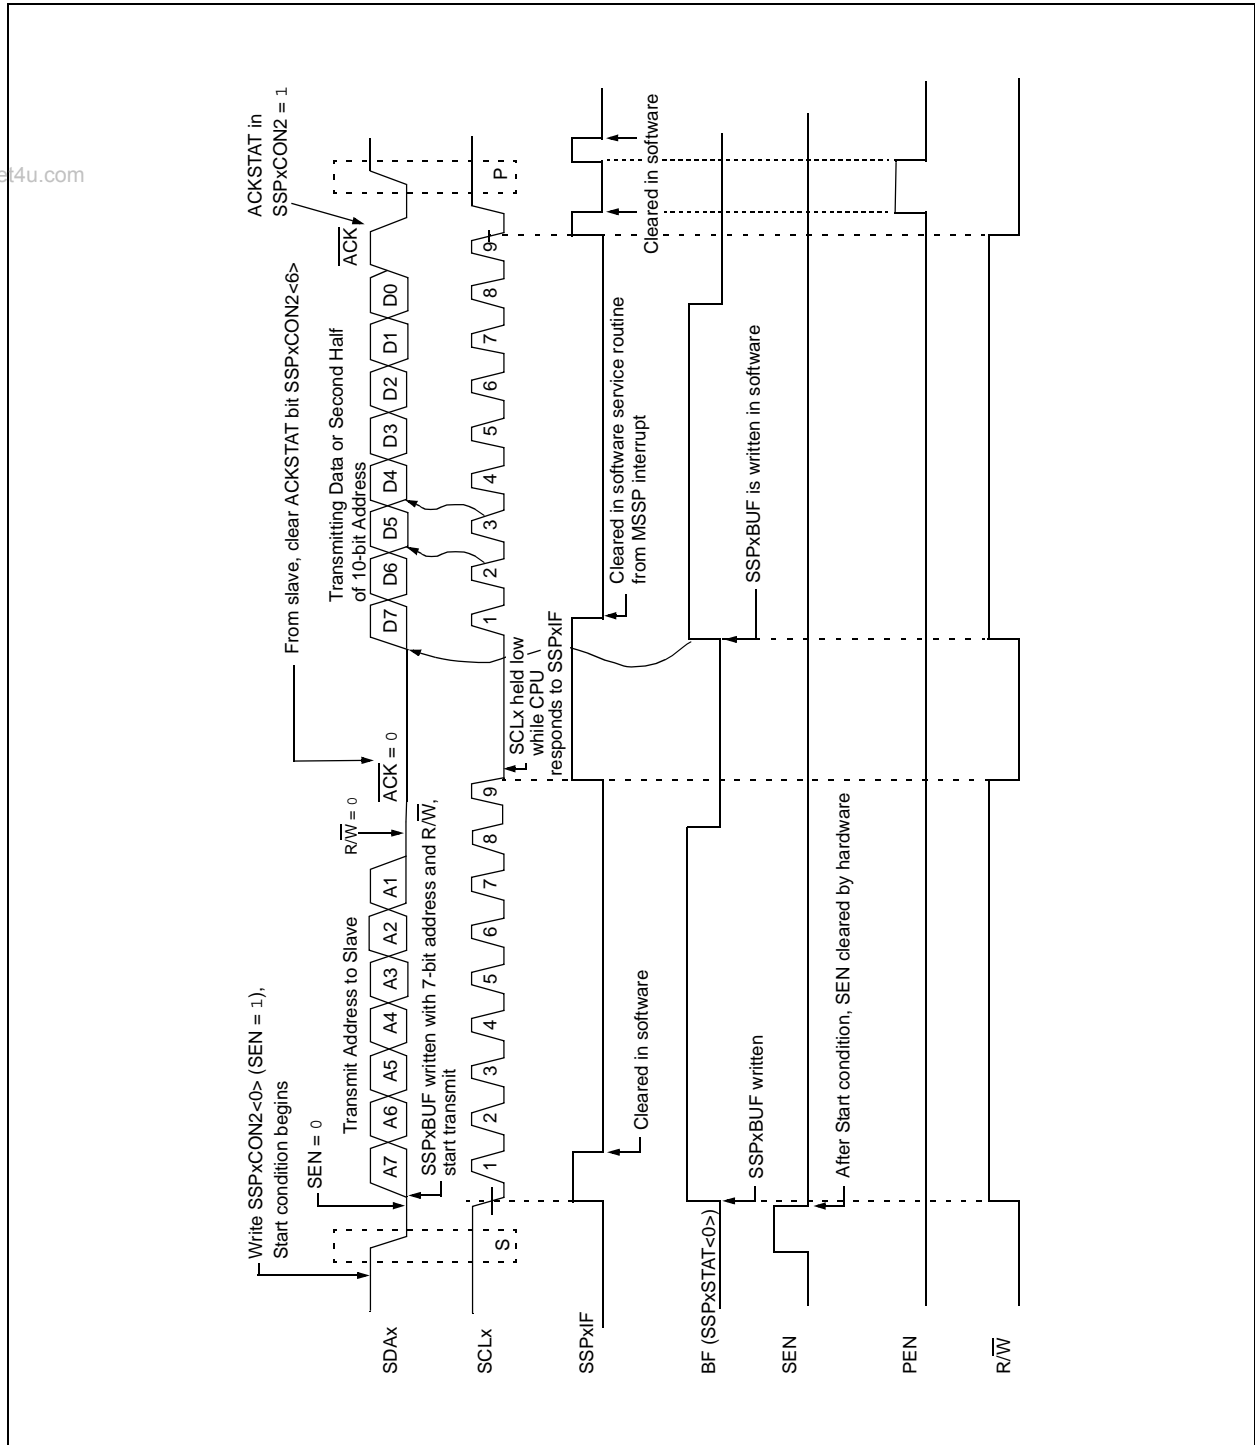 et4u.com
Write SSPxCON2<0> (SEN = 1),
Start condition begins
SEN = 0
Transmit Address to Slave
R/W = 0
From slave, clear ACKSTAT bit SSPxCON2<6>
ACK = 0
Transmitting Data or Second Half
of 10-bit Address
ACKSTAT in
SSPxCON2 = 1
ACK
SDAx
A7 A6 A5 A4 A3 A2 A1
D7 D6 D5 D4 D3 D2 D1 D0
SSPxBUF written with 7-bit address and R/W,
start transmit
SCLx
S
1 2 3 4 5 6 7 8 9
1 2 3 4 5 6 7 8 9
P
SCLx held low
while CPU
responds to SSPxIF
SSPxIF
Cleared in software
Cleared in software service routine
from MSSP interrupt
Cleared in software
BF (SSPxSTAT<0>)
SSPxBUF written
SSPxBUF is written in software
SEN
After Start condition, SEN cleared by hardware
PEN
R/W